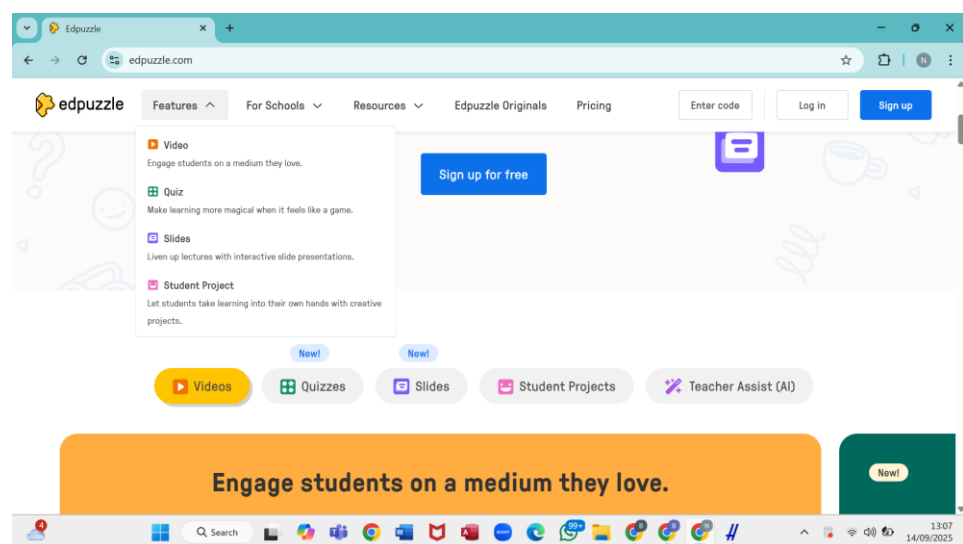 Edpuzzle
edpuzzle.com
N
edpuzzle
Features
For Schools
Resources
Edpuzzle Originals
Pricing
Enter code
Log in
Sign up
Video
Engage students on a medium they love.
Quiz
Make learning more magical when it feels like a game.
Slides
Liven up lectures with interactive slide presentations.
Student Project
Let students take learning into their own hands with creative
projects.
Sign up for free
New!
New!
Videos
Quizzes
Slides
Student Projects
Teacher Assist (AI)
Engage students on a medium they love.
New!
4
Search
zoom
99+
13:07
14/09/2025